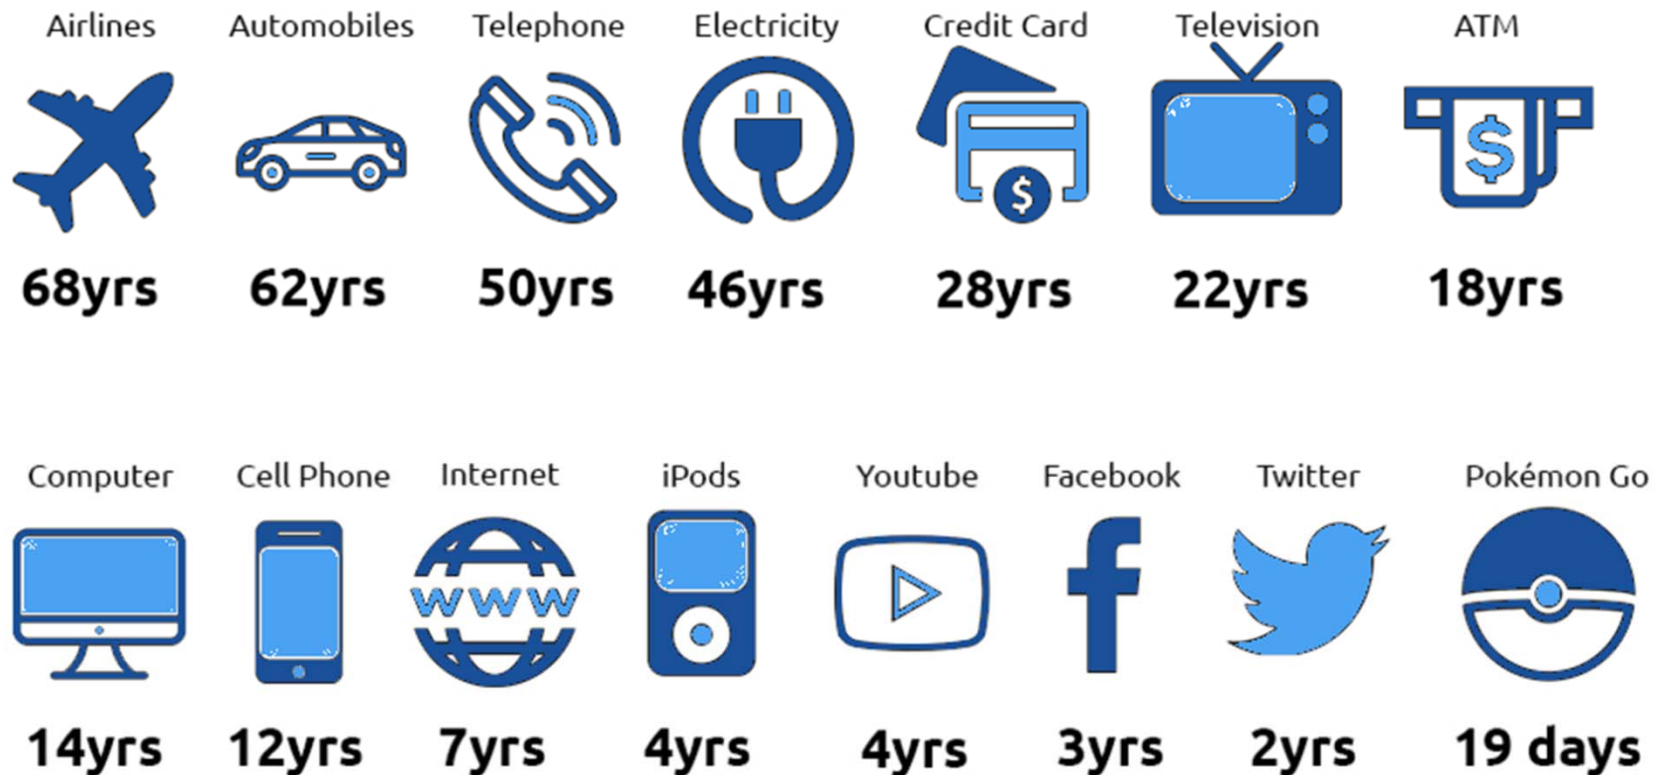 Airlines Automobiles Telephone Electricity Credit Card Television ATM
$ $
68yrs 62yrs 50yrs 46yrs 28yrs 22yrs 18yrs
Computer Cell Phone Internet iPods Youtube Facebook Twitter Pokémon Go
www f
14yrs 12yrs 7yrs 4yrs 4yrs 3yrs 2yrs 19 days